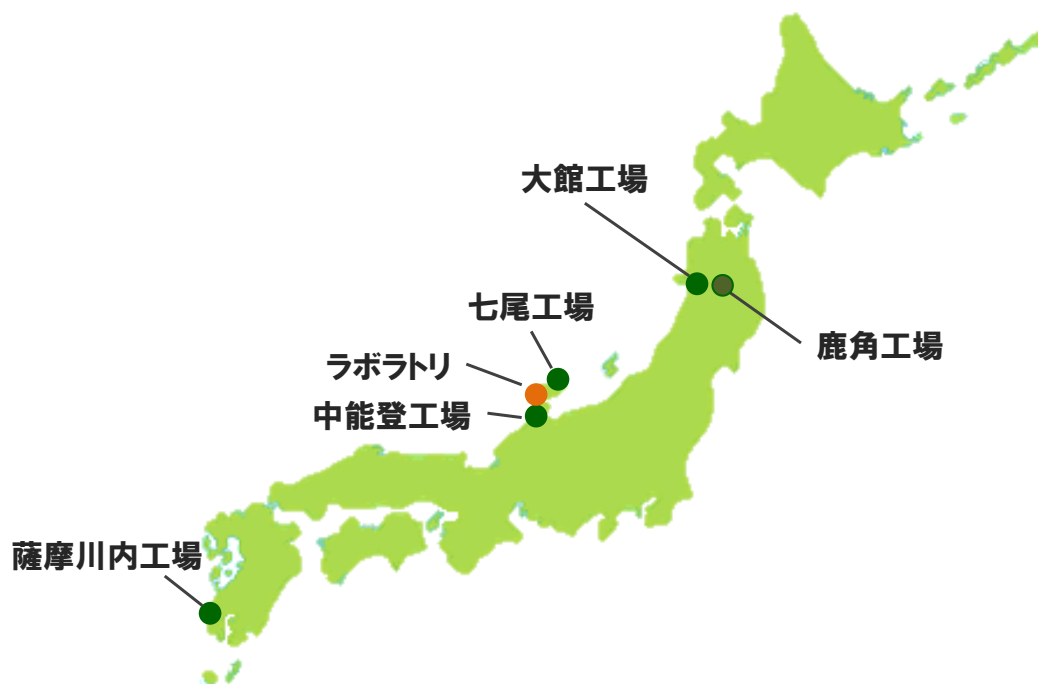 大館工場
七尾工場
鹿角工場
ラボラトリ
中能登工場
薩摩川内工場